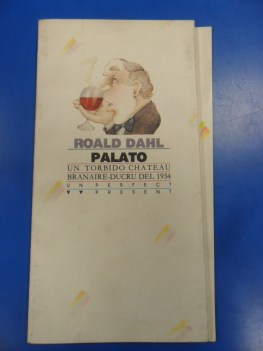 ROALD DAHL
PALATO
UN TORBIDO CHATEAU
BRANAIRE-DUCRU DEL 1934
UN PERFECT
PRESENT